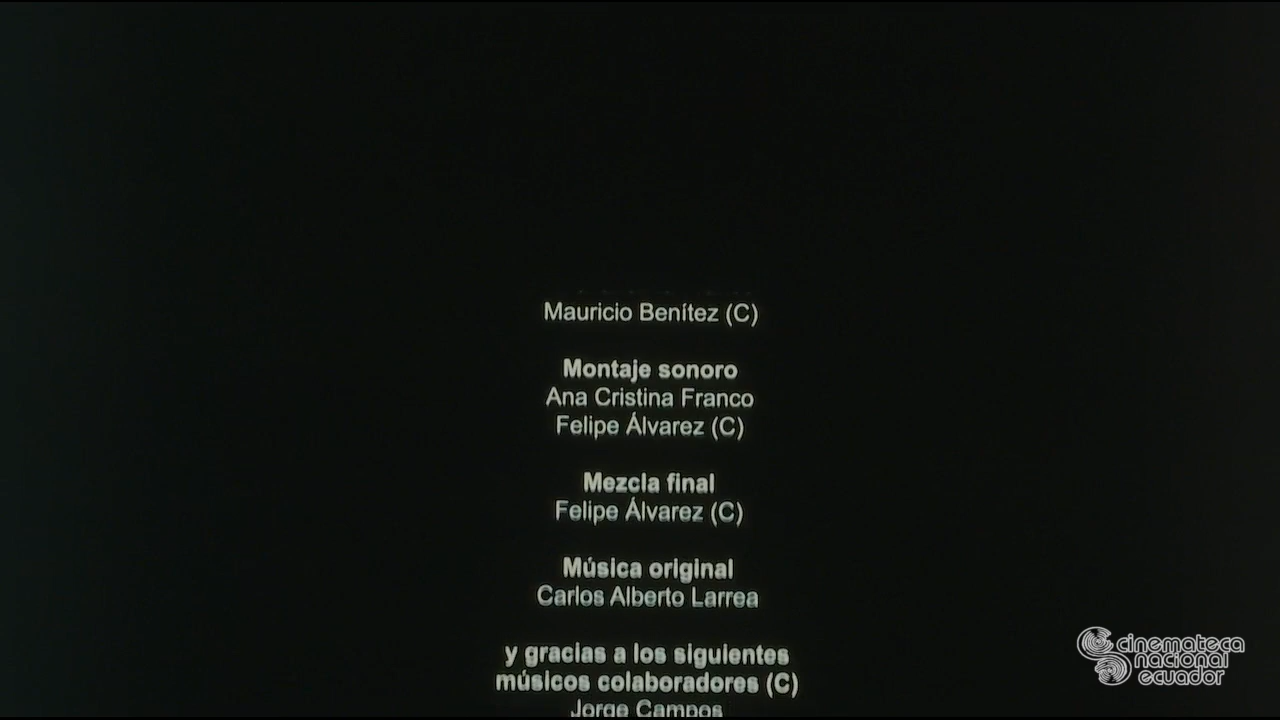 Mauricio Benítez (C)
Montaje sonoro
Ana Cristina Franco
Felipe Álvarez (C)
Mezcla final
Felipe Álvarez (C)
Música original
Carlos Alberto Larrea
y gracias a los siguientes
músicos colaboradores (C)
Jorge Campos
cinemateca
nacional
ecuador